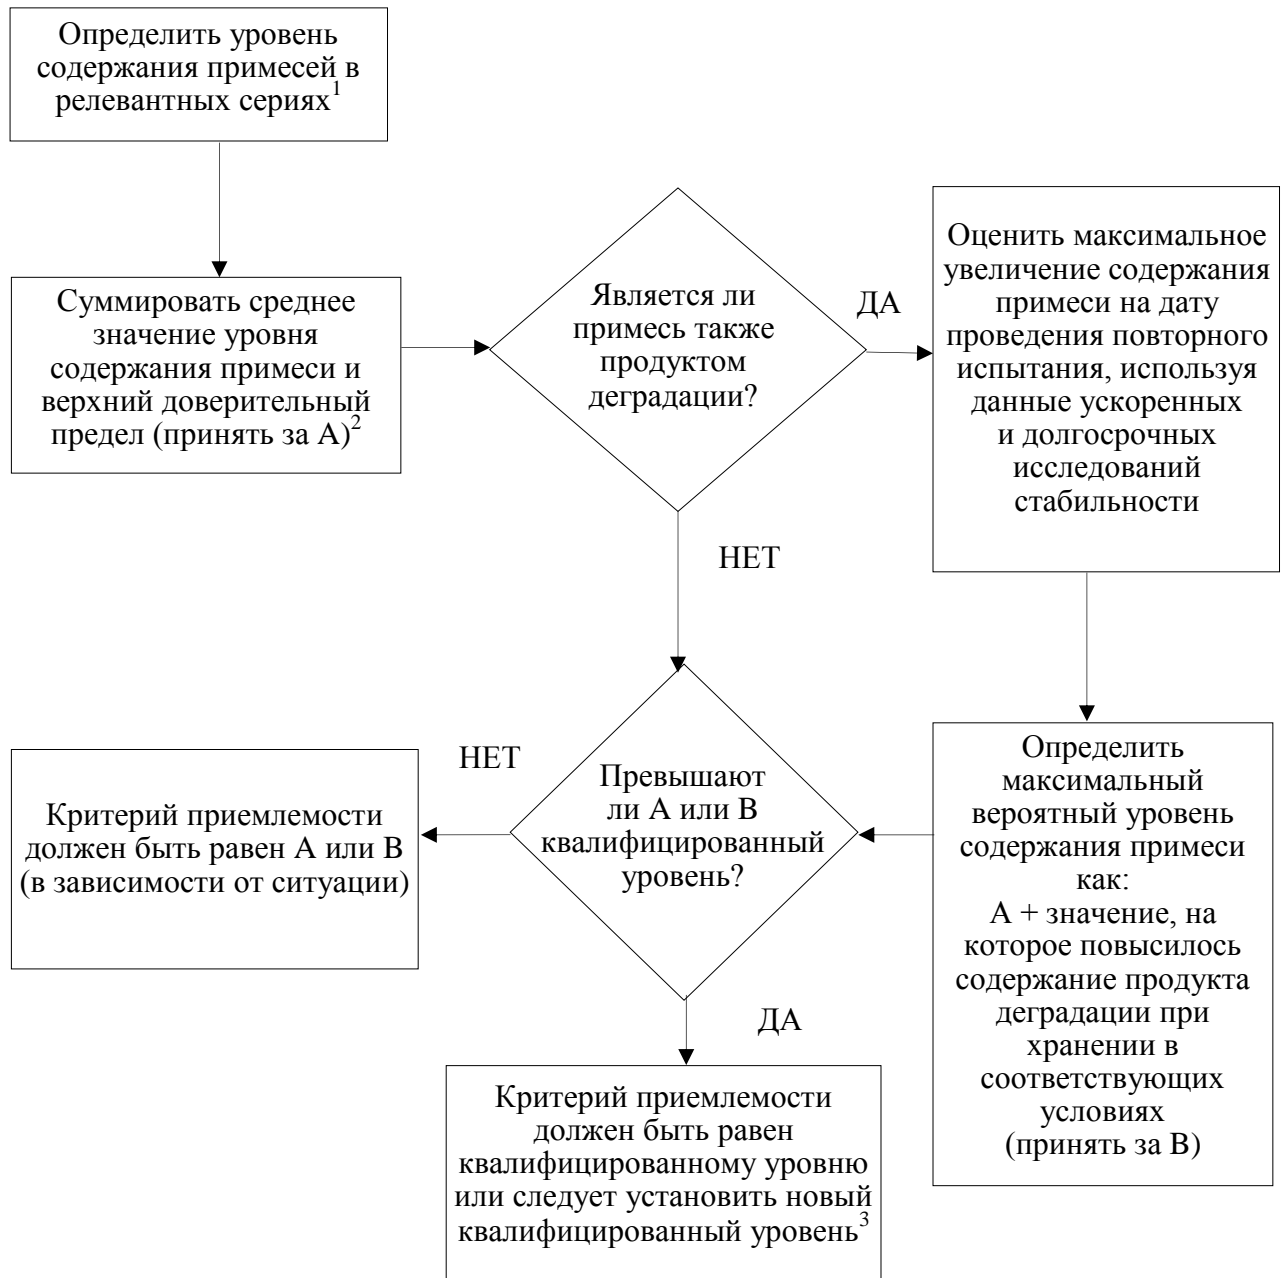 Определить уровень
содержания примесей в
релевантных сериях1
Суммировать среднее
значение уровня
содержания примеси и
верхний доверительный
предел (принять за А)2
Является ли
примесь также
продуктом
деградации?
ДА
Оценить максимальное
увеличение содержания
примеси на дату
проведения повторного
испытания, используя
данные ускоренных
и долгосрочных
исследований
стабильности
НЕТ
Определить
максимальный
вероятный уровень
содержания примеси
как:
А + значение, на
которое повысилось
содержание продукта
деградации при
хранении в
соответствующих
условиях
(принять за В)
Превышают
ли А или В
квалифицированный
уровень?
НЕТ
Критерий приемлемости
должен быть равен А или В
(в зависимости от ситуации)
ДА
Критерий приемлемости
должен быть равен
квалифицированному уровню
или следует установить новый
квалифицированный уровень3